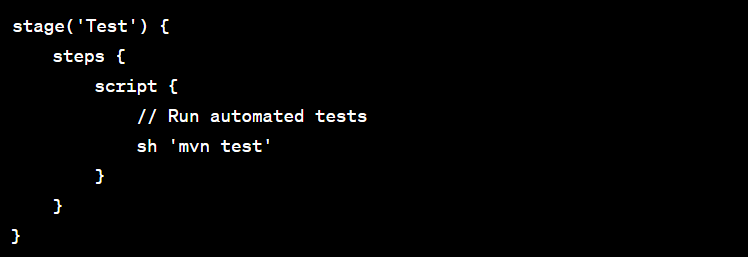 stage('Test') {
    steps {
        script {
            // Run automated tests
            sh 'mvn test'
        }
    }
}